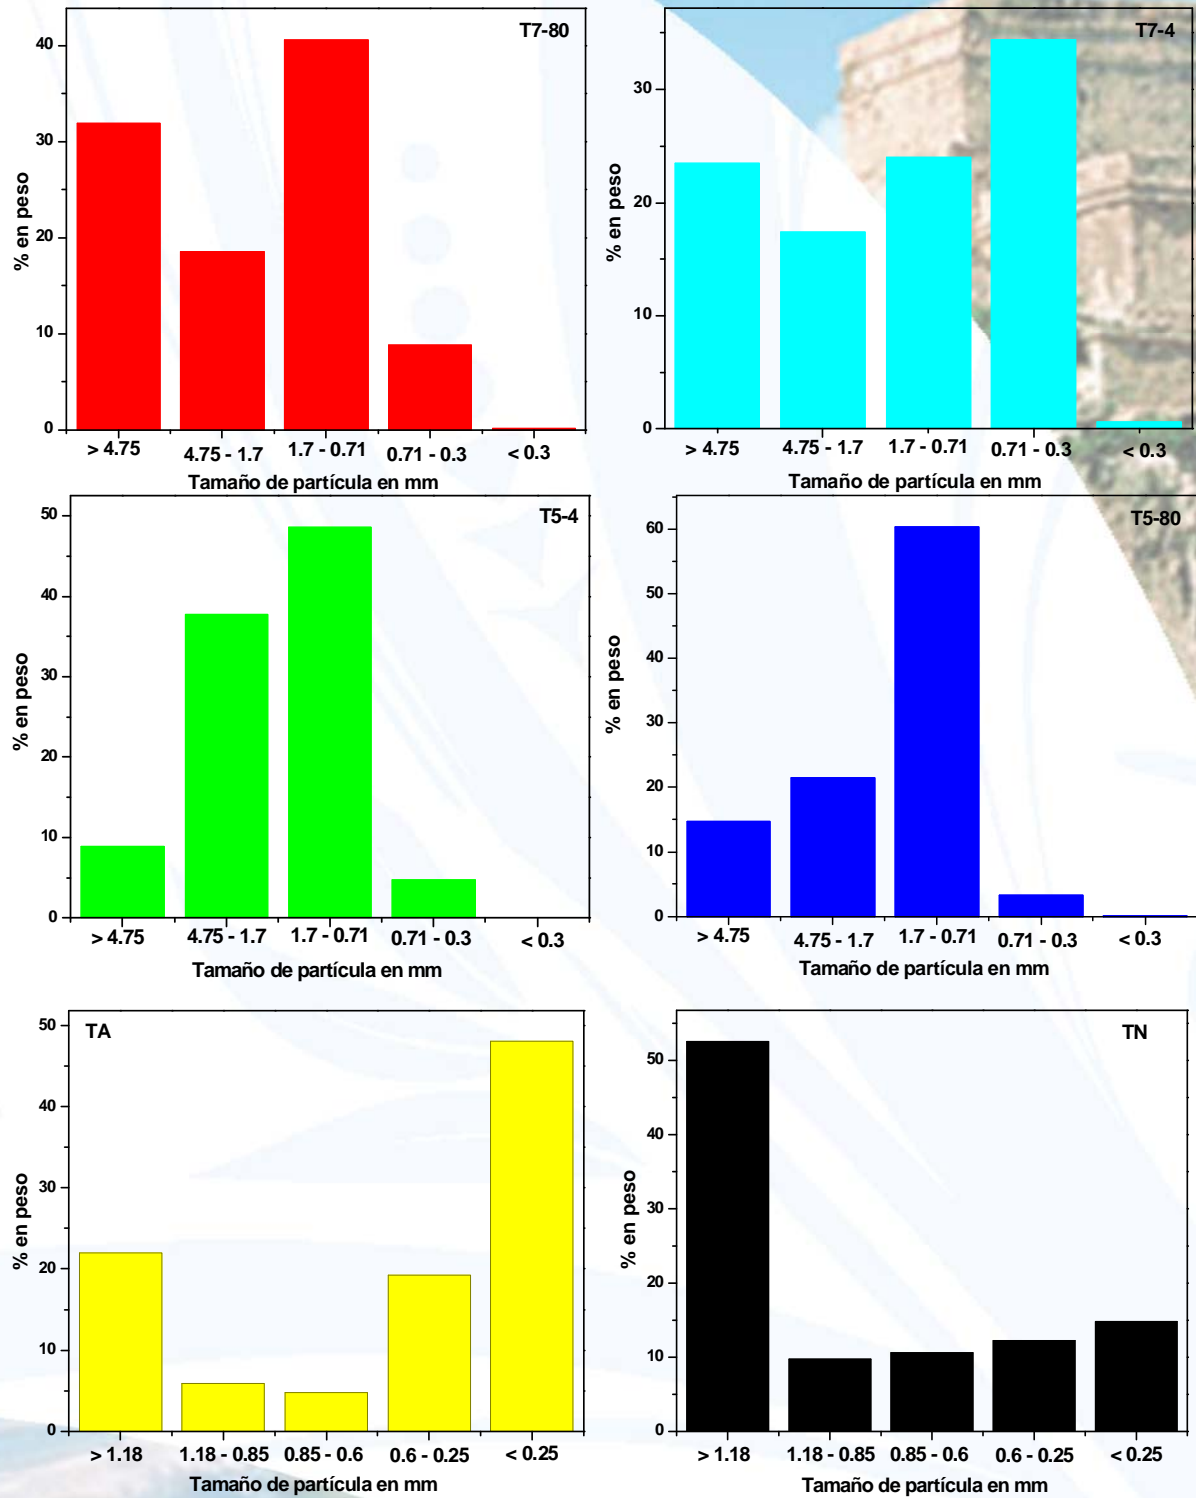 T7-80
% en peso
40
30
20
10
0
> 4.75 4.75 - 1.7 1.7 - 0.71 0.71 - 0.3 < 0.3
Tamaño de partícula en mm
T7-4
% en peso
30
20
10
0
> 4.75 4.75 - 1.7 1.7 - 0.71 0.71 - 0.3 < 0.3
Tamaño de partícula en mm
T5-4
% en peso
50
40
30
20
10
0
> 4.75 4.75 - 1.7 1.7 - 0.71 0.71 - 0.3 < 0.3
Tamaño de partícula en mm
T5-80
% en peso
60
50
40
30
20
10
0
> 4.75 4.75 - 1.7 1.7 - 0.71 0.71 - 0.3 < 0.3
Tamaño de partícula en mm
TA
% en peso
50
40
30
20
10
0
> 1.18 1.18 - 0.85 0.85 - 0.6 0.6 - 0.25 < 0.25
Tamaño de partícula en mm
TN
% en peso
50
40
30
20
10
0
> 1.18 1.18 - 0.85 0.85 - 0.6 0.6 - 0.25 < 0.25
Tamaño de partícula en mm